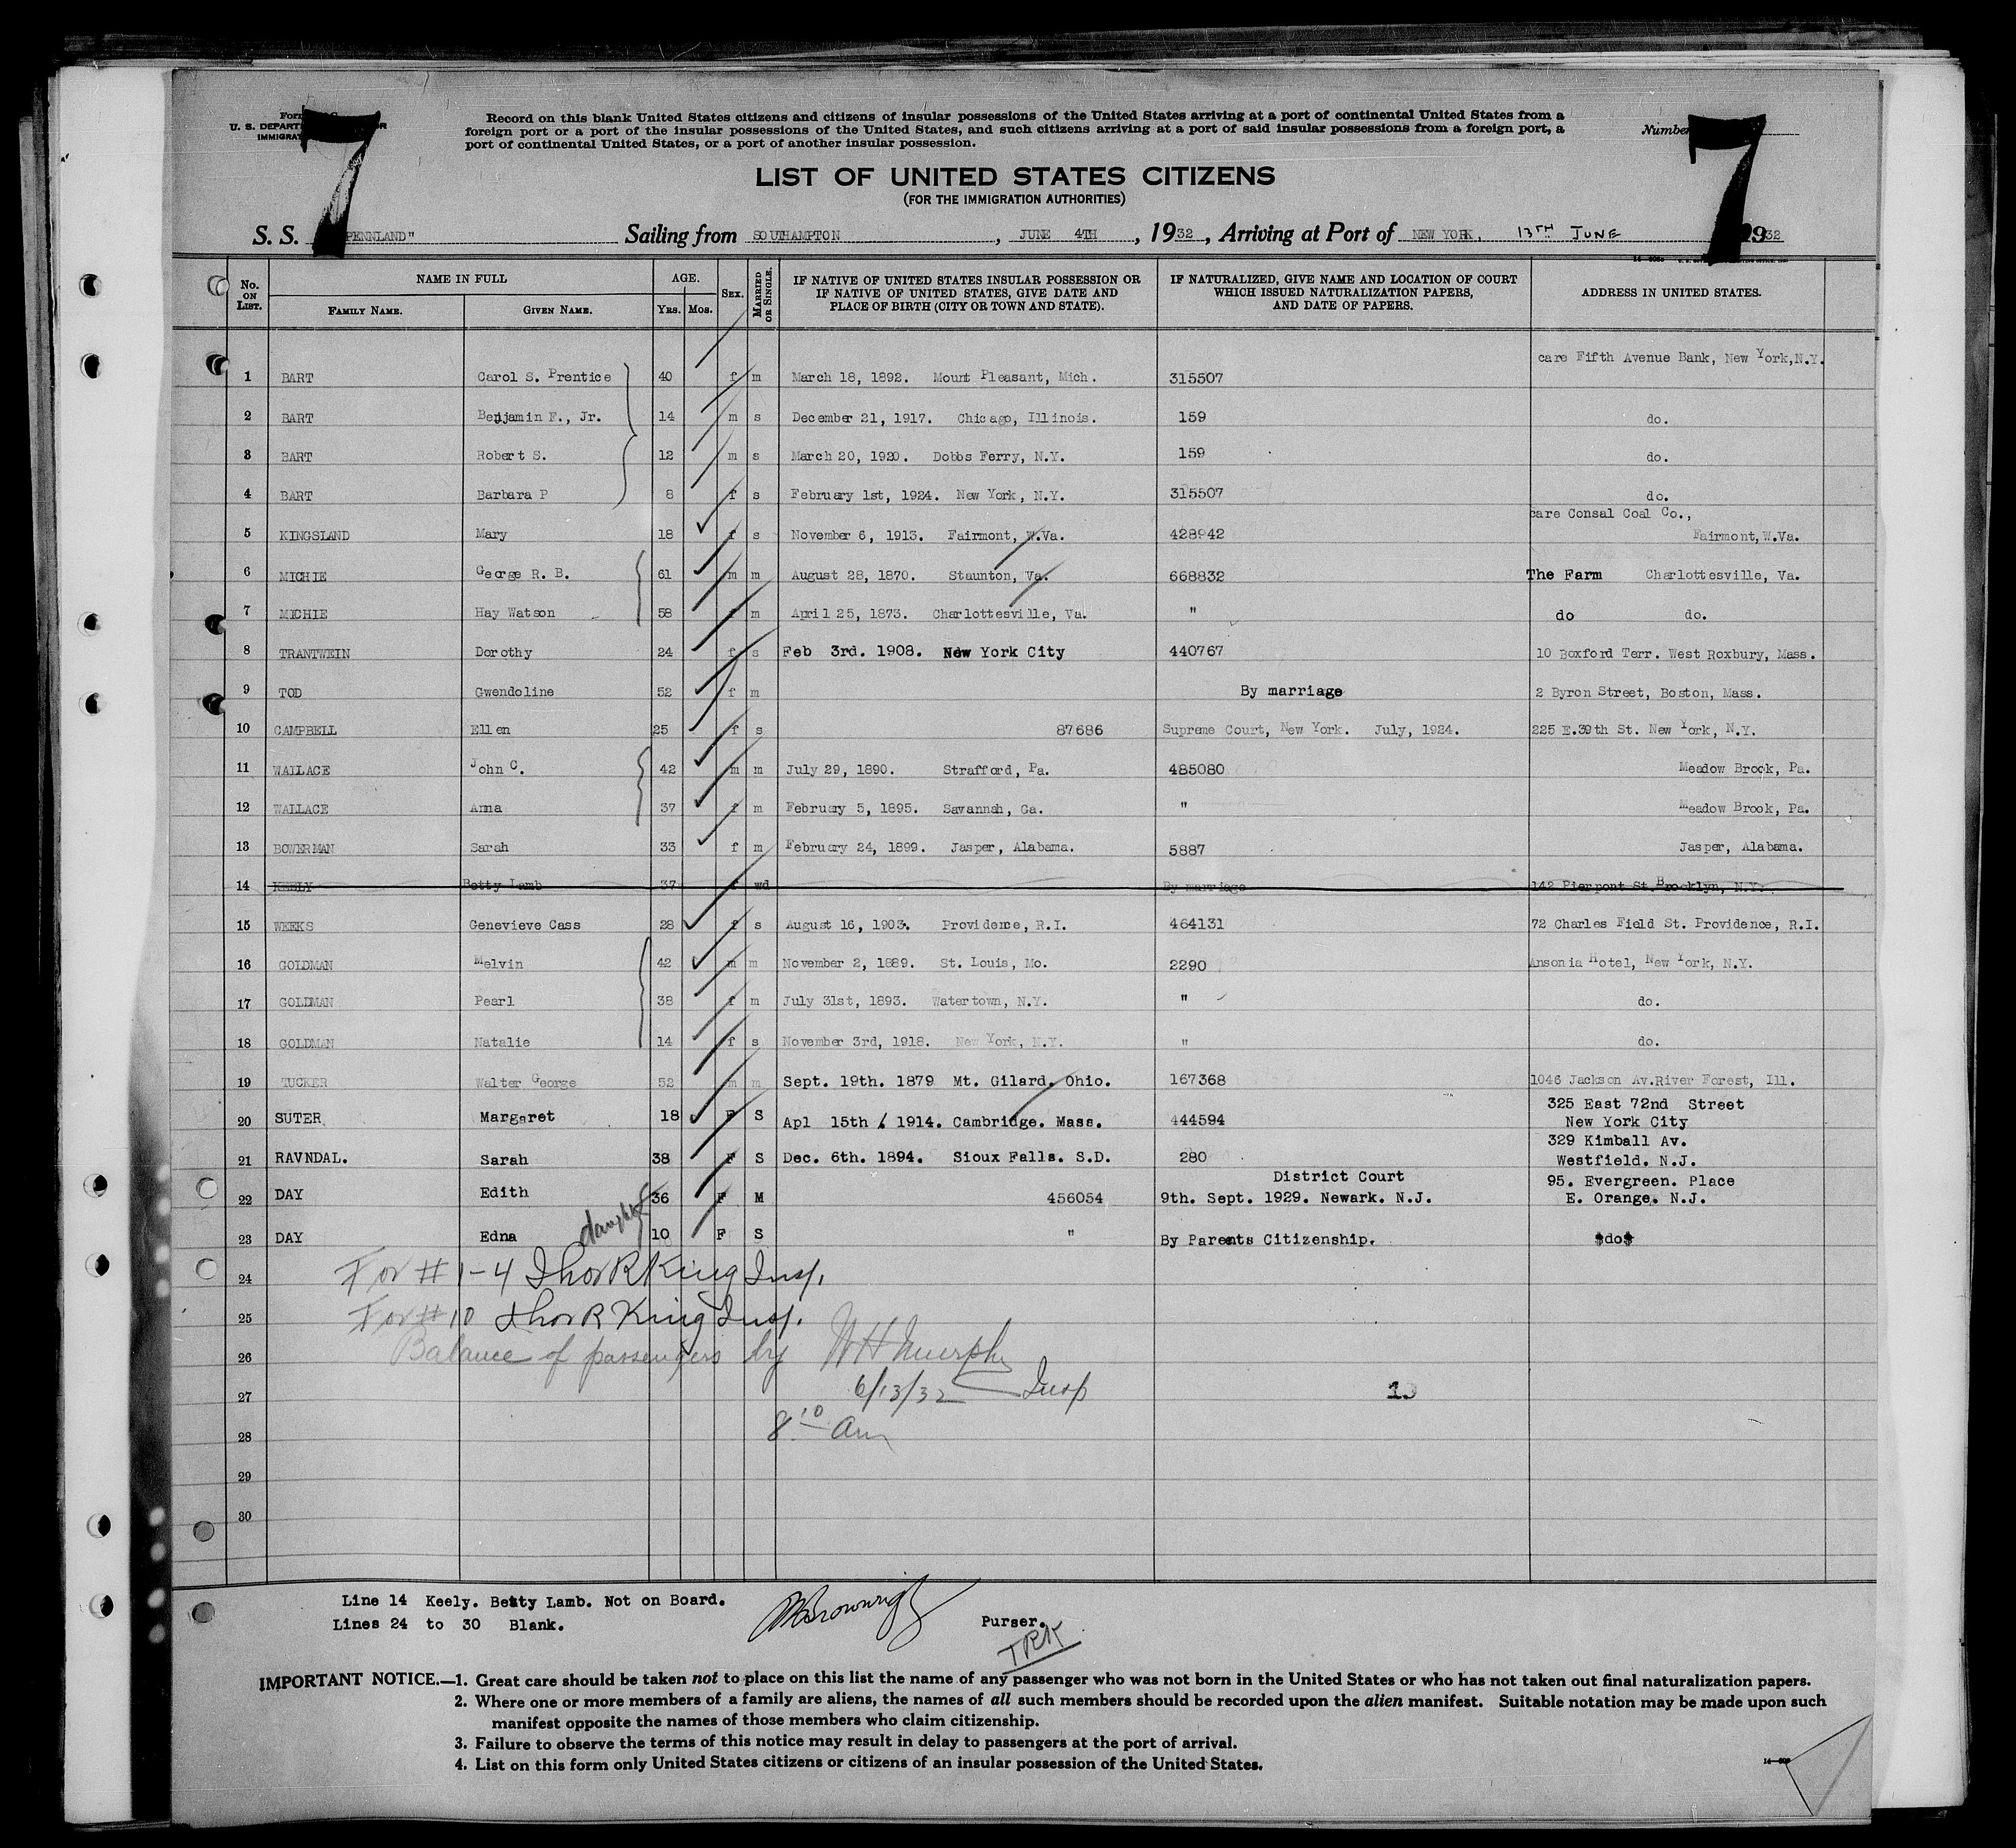 7
7
U. S. DEPART
IMMIGRAT
Record on this blank United States citizens and citizens of insular possessions of the United States arriving at a port of continental United States from a
foreign port or a port of the insular possessions of the United States, and such citizens arriving at a port of said insular possessions from a foreign port, a
port of continental United States, or a port of another insular possession.
Number
LIST OF UNITED STATES CITIZENS
(FOR THE IMMIGRATION AUTHORITIES)
S. S. PENNLAND" Sailing from SOUTHAMPTON, JUNE 4TH, 1932, Arriving at Port of NEW YORK, 13TH JUNE 1932
No. ON LIST. NAME IN FULL FAMILY NAME. GIVEN NAME. AGE. YRS. MOS. SEX. MARRIED OR SINGLE. IF NATIVE OF UNITED STATES INSULAR POSSESSION OR IF NATIVE OF UNITED STATES, GIVE DATE AND PLACE OF BIRTH (CITY OR TOWN AND STATE). IF NATURALIZED, GIVE NAME AND LOCATION OF COURT WHICH ISSUED NATURALIZATION PAPERS, AND DATE OF PAPERS. ADDRESS IN UNITED STATES.
care Fifth Avenue Bank, New York,N.Y.
1 BART Carol S. Prentice 40 f m March 18, 1892. Mount Pleasant, Mich. 315507
2 BART Benjamin F., Jr. 14 m s December 21, 1917. Chicago, Illinois. 159 do.
3 BART Robert S. 12 m s March 20, 1920. Dobbs Ferry, N.Y. 159 do.
4 BART Barbara P 8 f s February 1st, 1924. New York, N.Y. 315507 do.
care Consal Coal Co.,
5 KINGSLAND Mary 18 f s November 6, 1913. Fairmont, W.Va. 428942 Fairmont,W.Va.
6 MICHIE George R. B. 61 m m August 28, 1870. Staunton, Va. 668832 The Farm Charlottesville, Va.
7 MICHIE Hay Watson 58 f m April 25, 1873. Charlottesville, Va. " do do.
8 TRANTWEIN Dorothy 24 f s Feb 3rd. 1908. New York City 440767 10 Boxford Terr. West Roxbury, Mass.
9 TOD Gwendoline 52 f m By marriage 2 Byron Street, Boston, Mass.
10 CAMPBELL Ellen 25 f s 87686 Supreme Court, New York. July, 1924. 225 E.39th St. New York, N.Y.
11 WALLACE John C. 42 m m July 29, 1890. Strafford, Pa. 485080 Meadow Brook, Pa.
12 WALLACE Anna 37 f m February 5, 1895. Savannah, Ga. " Meadow Brook, Pa.
13 BOWERMAN Sarah 33 f m February 24, 1899. Jasper, Alabama. 5887 Jasper, Alabama.
14 KEELY Betty Lamb 37 f wd By marriage 142 Pierpont St.Brooklyn, N.Y.
15 WEEKS Genevieve Cass 28 f s August 16, 1903. Providence, R.I. 464131 72 Charles Field St. Providence, R.I.
16 GOLDMAN Melvin 42 m m November 2, 1889. St. Louis, Mo. 2290 Ansonia Hotel, New York, N.Y.
17 GOLDMAN Pearl 38 f m July 31st, 1893. Watertown, N.Y. " do.
18 GOLDMAN Natalie 14 f s November 3rd, 1918. New York, N.Y. " do.
19 TUCKER Walter George 52 m m Sept. 19th. 1879 Mt. Gilard. Ohio. 167368 1046 Jackson Av.River Forest, Ill.
325 East 72nd Street
20 SUTER. Margaret 18 F S Apl 15th. 1914. Cambridge. Mass. 444594 New York City
329 Kimball Av.
21 RAVNDAL. Sarah 38 F S Dec. 6th. 1894. Sioux Falls. S.D. 280 Westfield. N.J.
District Court 95. Evergreen. Place
22 DAY Edith 36 F M 456054 9th. Sept. 1929. Newark. N.J. E. Orange. N.J.
23 DAY Edna daughter 10 F S " By Parents Citizenship. do
24 For # 1-4 Thor R King Insp.
25 For # 10 Thor R King Insp.
26 Balance of passengers by W H Murphy
27 6/13/32 Insp 19
28 8 10 am
29
30
Line 14 Keely. Betty Lamb. Not on Board.
Lines 24 to 30 Blank.
Purser.
TRK
IMPORTANT NOTICE.—1. Great care should be taken not to place on this list the name of any passenger who was not born in the United States or who has not taken out final naturalization papers.
2. Where one or more members of a family are aliens, the names of all such members should be recorded upon the alien manifest. Suitable notation may be made upon such
manifest opposite the names of those members who claim citizenship.
3. Failure to observe the terms of this notice may result in delay to passengers at the port of arrival.
4. List on this form only United States citizens or citizens of an insular possession of the United States.